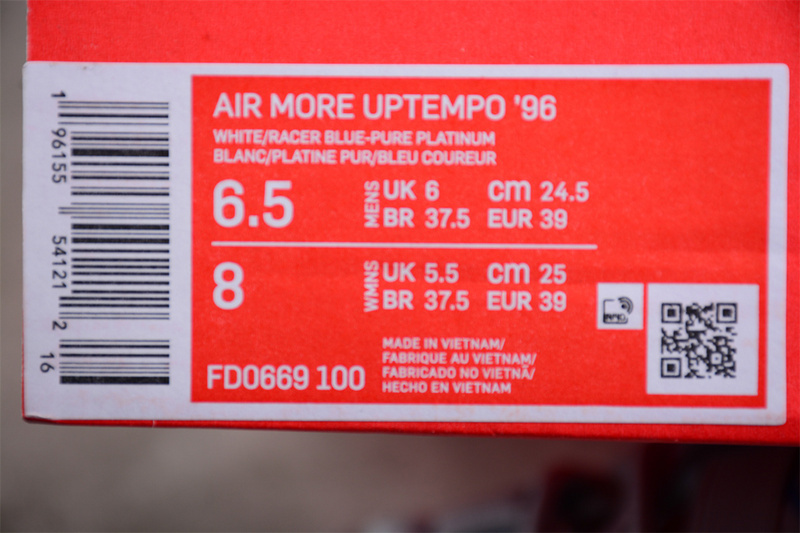 1 96155 54121 2 16
AIR MORE UPTEMPO '96
WHITE/RACER BLUE-PURE PLATINUM
BLANC/PLATINE PUR/BLEU COUREUR
6.5 MENS UK 6 cm 24.5
BR 37.5 EUR 39
8 WMNS UK 5.5 cm 25
BR 37.5 EUR 39
FD0669 100
MADE IN VIETNAM/
FABRIQUE AU VIETNAM/
FABRICADO NO VIETNÃ/
HECHO EN VIETNAM
RFID